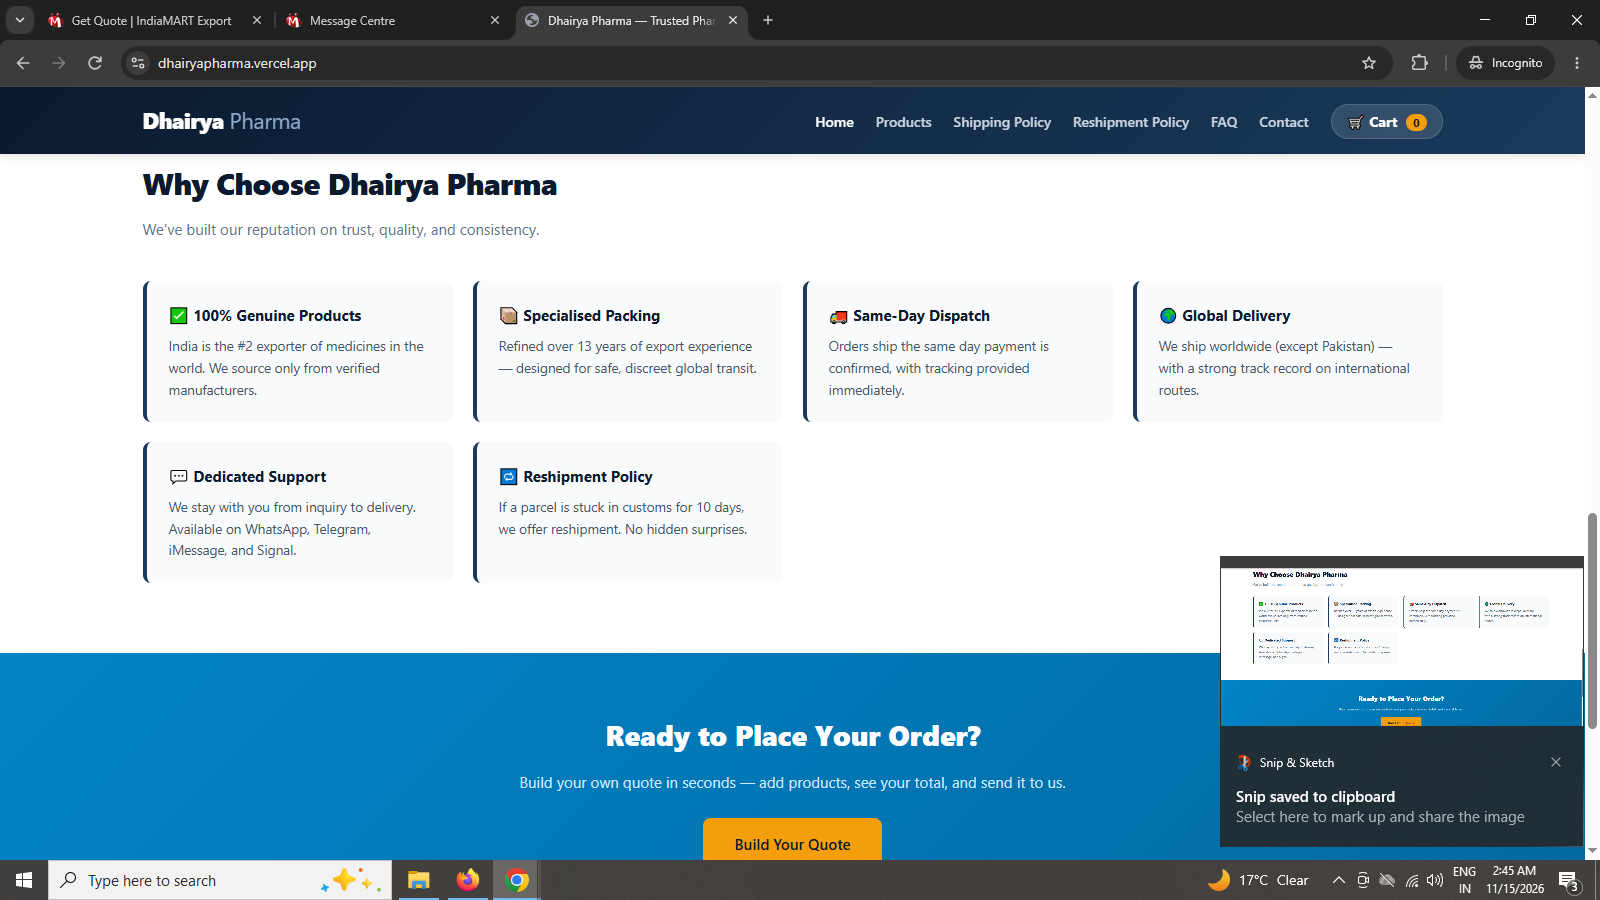 Get Quote | IndiaMART Export
Message Centre
Dhairya Pharma — Trusted Phar
dhairyapharma.vercel.app
Incognito
Dhairya Pharma
Home
Products
Shipping Policy
Reshipment Policy
FAQ
Contact
Cart 0
Why Choose Dhairya Pharma
We've built our reputation on trust, quality, and consistency.
100% Genuine Products
India is the #2 exporter of medicines in the
world. We source only from verified
manufacturers.
Specialised Packing
Refined over 13 years of export experience
— designed for safe, discreet global transit.
Same-Day Dispatch
Orders ship the same day payment is
confirmed, with tracking provided
immediately.
Global Delivery
We ship worldwide (except Pakistan) —
with a strong track record on international
routes.
Dedicated Support
We stay with you from inquiry to delivery.
Available on WhatsApp, Telegram,
iMessage, and Signal.
Reshipment Policy
If a parcel is stuck in customs for 10 days,
we offer reshipment. No hidden surprises.
Ready to Place Your Order?
Build your own quote in seconds — add products, see your total, and send it to us.
Build Your Quote
Why Choose Dhairya Pharma
Ready to Place Your Order?
Snip & Sketch
Snip saved to clipboard
Select here to mark up and share the image
Type here to search
17°C Clear
ENG
IN
2:45 AM
11/15/2026
3